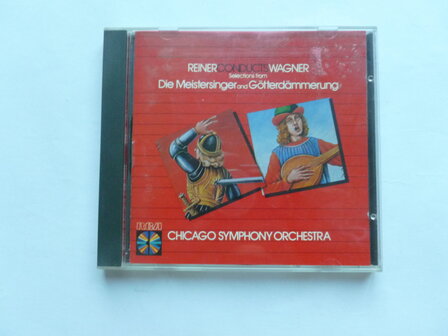 REINER CONDUCTS WAGNER
Selections from
Die Meistersinger and Götterdämmerung
RCA
CHICAGO SYMPHONY ORCHESTRA